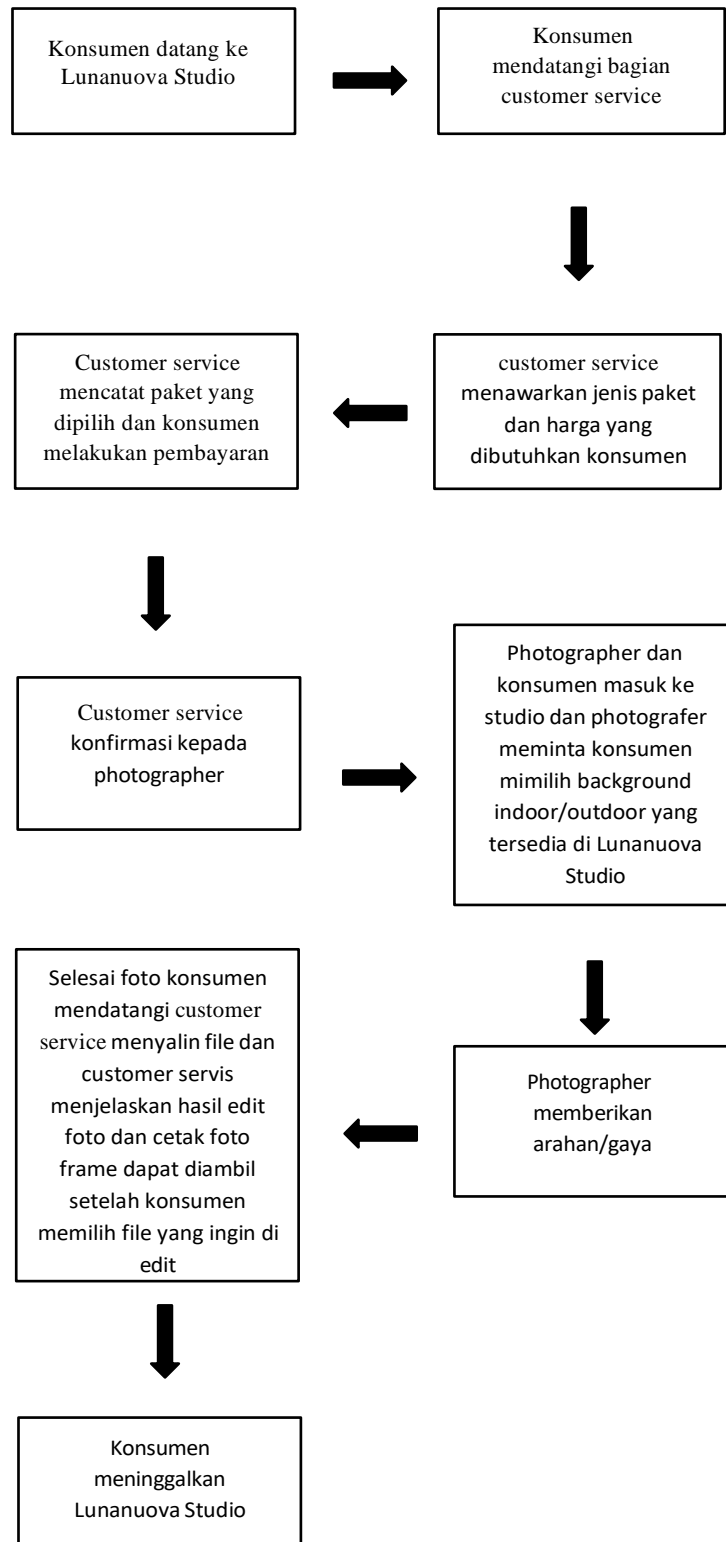 Konsumen datang ke
Lunanuova Studio
Konsumen
mendatangi bagian
customer service
customer service
menawarkan jenis paket
dan harga yang
dibutuhkan konsumen
Customer service
mencatat paket yang
dipilih dan konsumen
melakukan pembayaran
Customer service
konfirmasi kepada
photographer
Photographer dan
konsumen masuk ke
studio dan photografer
meminta konsumen
mimilih background
indoor/outdoor yang
tersedia di Lunanuova
Studio
Photographer
memberikan
arahan/gaya
Selesai foto konsumen
mendatangi customer
service menyalin file dan
customer servis
menjelaskan hasil edit
foto dan cetak foto
frame dapat diambil
setelah konsumen
memilih file yang ingin di
edit
Konsumen
meninggalkan
Lunanuova Studio